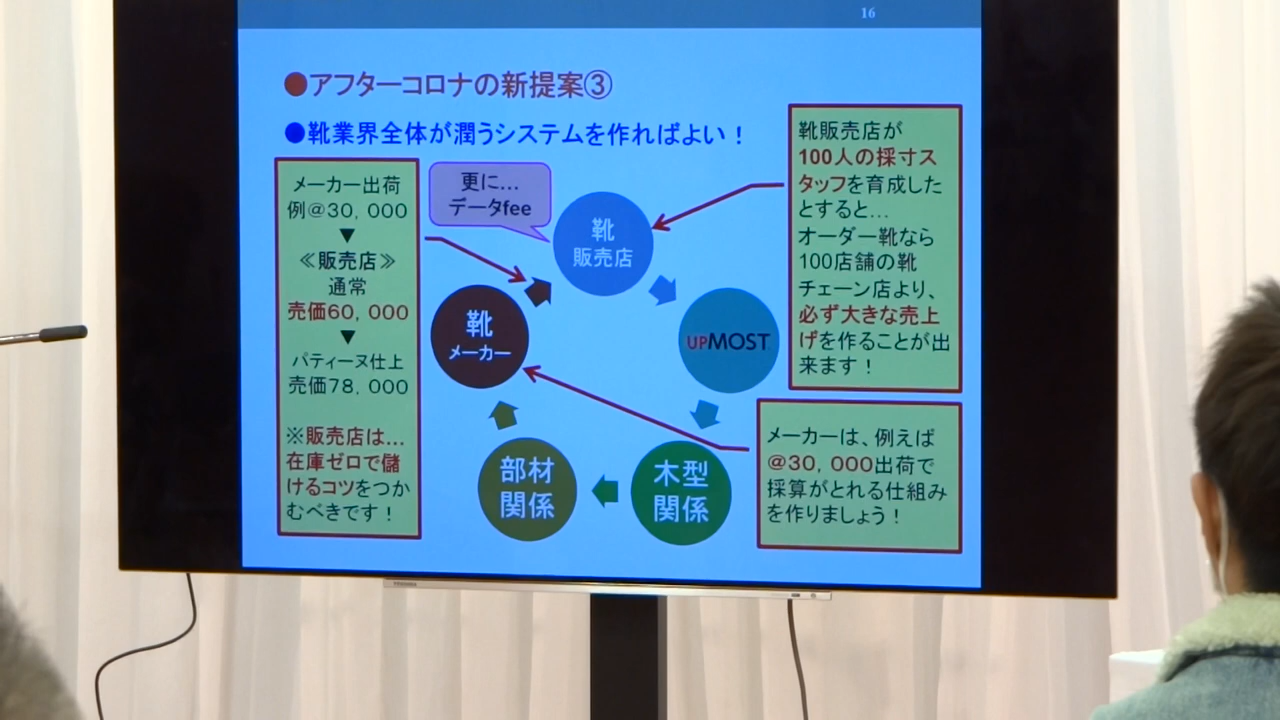 16
●アフターコロナの新提案③
●靴業界全体が潤うシステムを作ればよい！
メーカー出荷
例@30，000
▼
≪販売店≫
通常
売価60，000
▼
パティーヌ仕上
売価78，000
※販売店は…
在庫ゼロで儲
けるコツをつか
むべきです！
更に…
データfee
靴
販売店
UPMOST
木型
関係
部材
関係
靴
メーカー
靴販売店が
100人の採寸ス
タッフを育成した
とすると…
オーダー靴なら
100店舗の靴
チェーン店より、
必ず大きな売上
げを作ることが出
来ます！
メーカーは、例えば
@30，000出荷で
採算がとれる仕組み
を作りましょう！
TOSHIBA